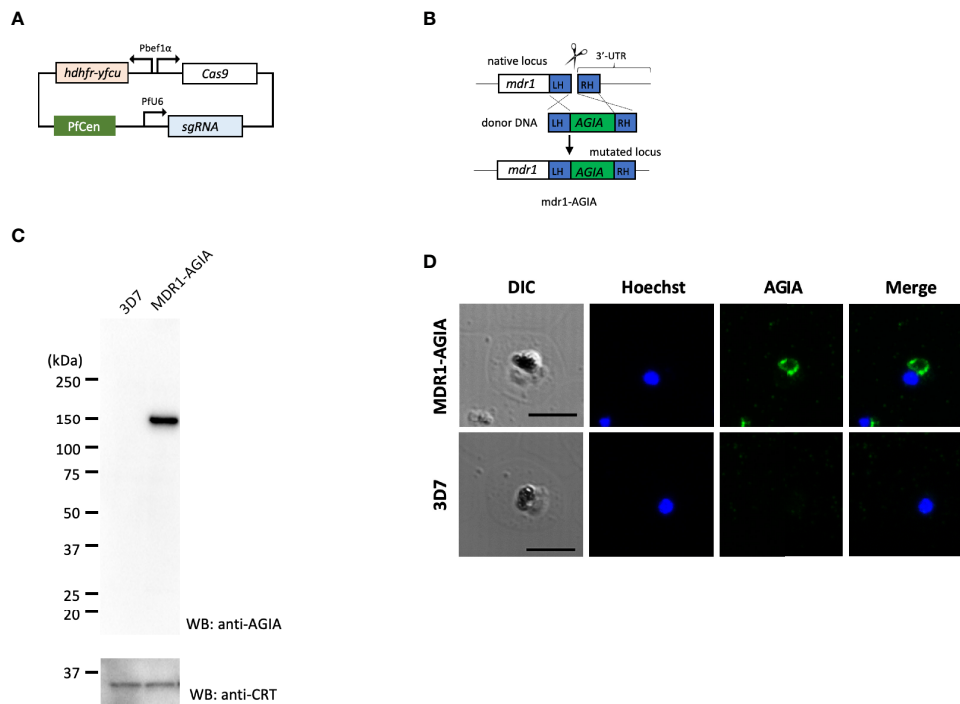 A
Pbef1α
hdhfr-yfcu
Cas9
PfU6
PfCen
sgRNA
B
native locus
3′-UTR
mdr1
LH
RH
donor DNA
LH
AGIA
RH
mutated locus
mdr1
LH
AGIA
RH
mdr1-AGIA
C
3D7
MDR1-AGIA
(kDa)
250
150
100
75
50
37
25
20
WB: anti-AGIA
37
WB: anti-CRT
D
DIC
Hoechst
AGIA
Merge
MDR1-AGIA
3D7